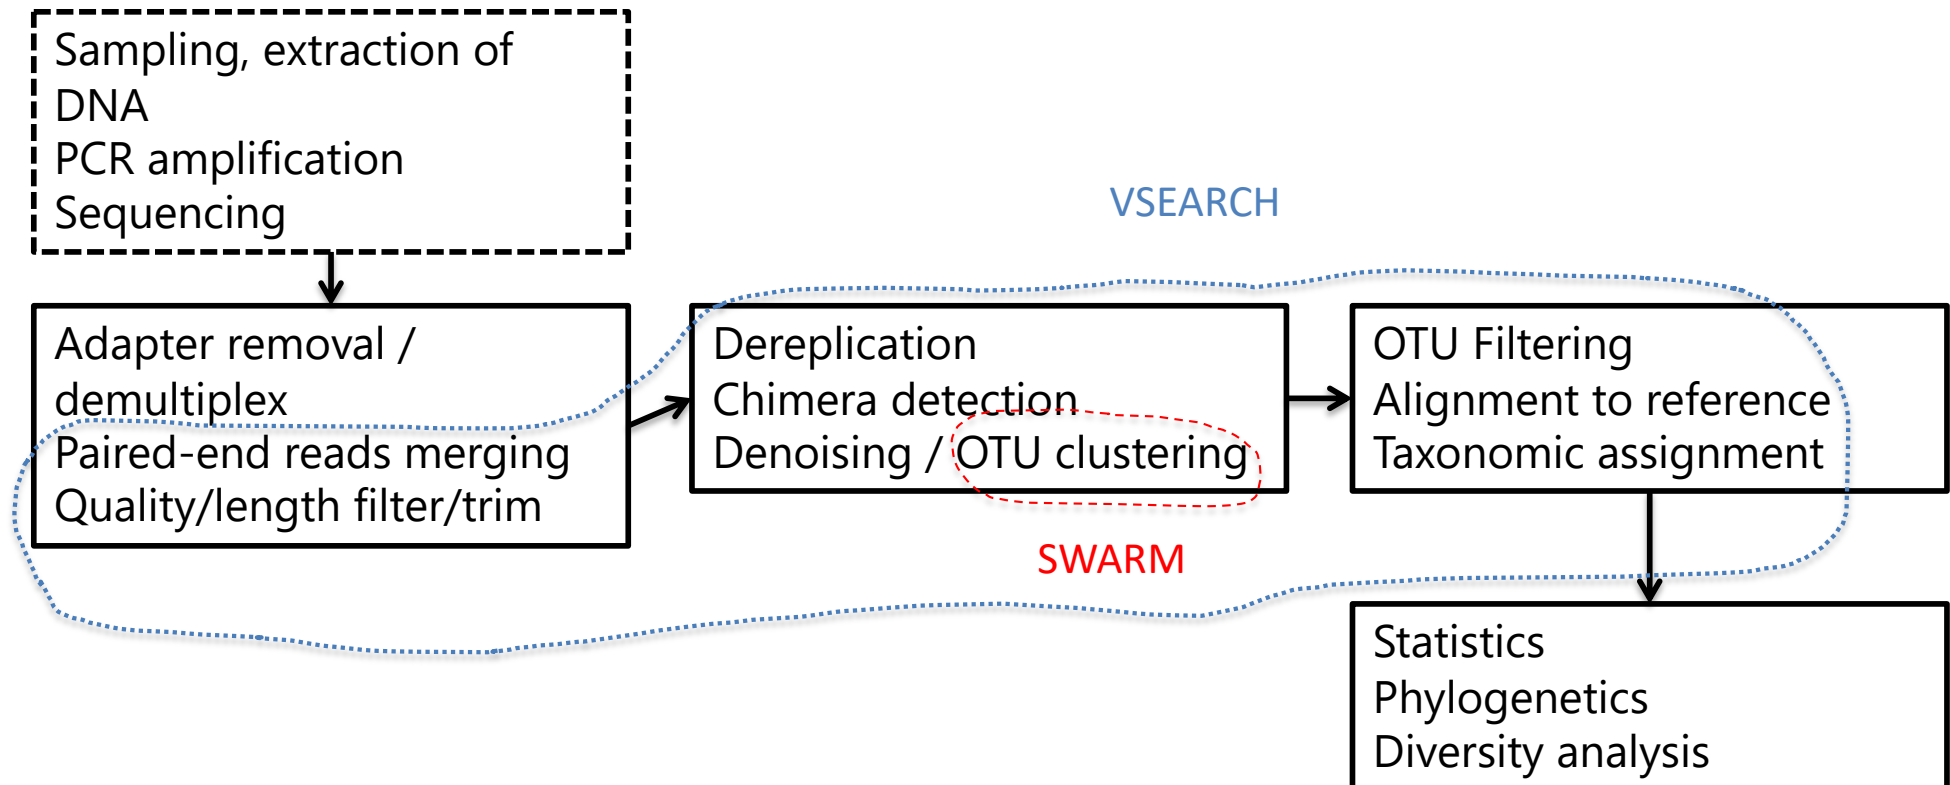 Sampling, extraction of
DNA
PCR amplification
Sequencing
VSEARCH
Adapter removal /
demultiplex
Paired-end reads merging
Quality/length filter/trim
Dereplication
Chimera detection
Denoising / OTU clustering
SWARM
OTU Filtering
Alignment to reference
Taxonomic assignment
Statistics
Phylogenetics
Diversity analysis